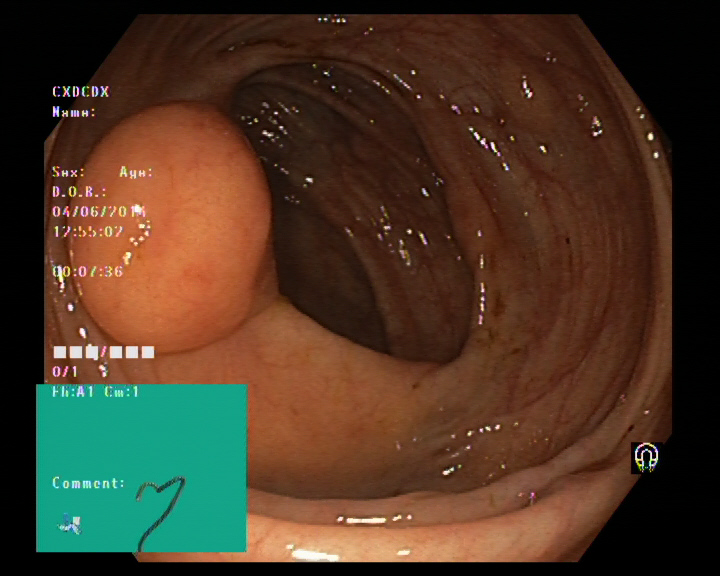 CXDCDX
Name:
Sex: Age:
D.O.B.:
04/06/2014
12:55:02
00:07:36
/
0/1
Eh:A1 Cm:1
Comment: